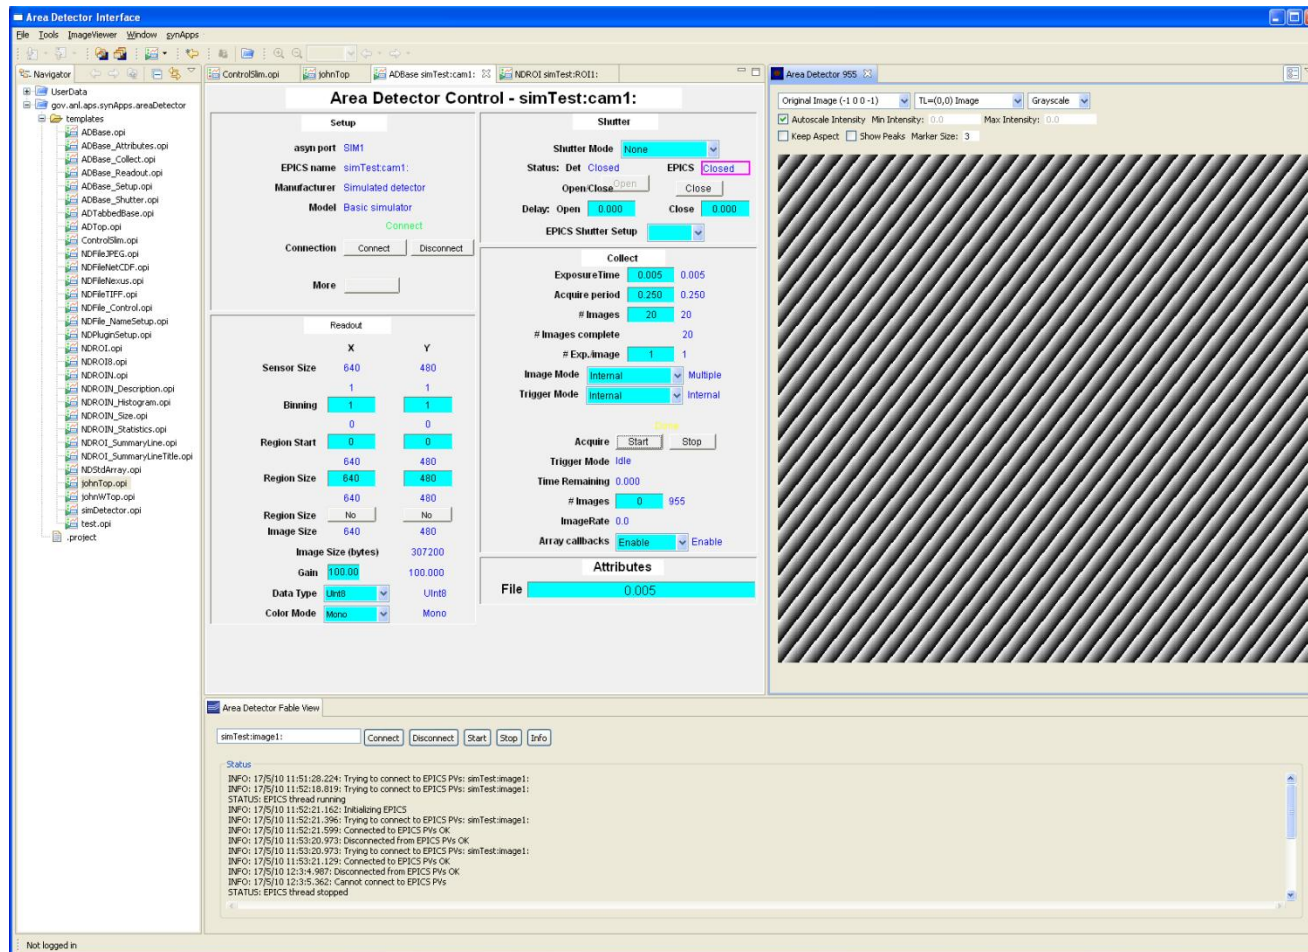 Area Detector Interface
File Tools ImageViewer Window synApps
Navigator
UserData
gov.anl.aps.synApps.areaDetector
templates
ADBase.opi
ADBase_Attributes.opi
ADBase_Collect.opi
ADBase_Readout.opi
ADBase_Setup.opi
ADBase_Shutter.opi
ADTabbedBase.opi
ADTop.opi
ControlSlim.opi
NDFileJPEG.opi
NDFileNetCDF.opi
NDFileNexus.opi
NDFileTIFF.opi
NDFile_Control.opi
NDFile_NameSetup.opi
NDPluginSetup.opi
NDROI.opi
NDROI8.opi
NDROIN.opi
NDROIN_Description.opi
NDROIN_Histogram.opi
NDROIN_Size.opi
NDROIN_Statistics.opi
NDROI_SummaryLine.opi
NDROI_SummaryLineTitle.opi
NDStdArray.opi
johnTop.opi
johnWTop.opi
simDetector.opi
test.opi
.project
ControlSlim.opi johnTop ADBase simTest:cam1: NDROI simTest:ROI1:
Area Detector Control - simTest:cam1:
Setup
asyn port SIM1
EPICS name simTest:cam1:
Manufacturer Simulated detector
Model Basic simulator
Connect
Connection Connect Disconnect
More
Readout
X Y
Sensor Size 640 480
1 1
Binning 1 1
0 0
Region Start 0 0
640 480
Region Size 640 480
640 480
Region Size No No
Image Size 640 480
Image Size (bytes) 307200
Gain 100.00 100.000
Data Type UInt8 UInt8
Color Mode Mono Mono
Shutter
Shutter Mode None
Status: Det Closed EPICS Closed
Open/Close Open Close
Delay: Open 0.000 Close 0.000
EPICS Shutter Setup
Collect
ExposureTime 0.005 0.005
Acquire period 0.250 0.250
# Images 20 20
# Images complete 20
# Exp./image 1 1
Image Mode Internal Multiple
Trigger Mode Internal Internal
Done
Acquire Start Stop
Trigger Mode Idle
Time Remaining 0.000
# Images 0 955
ImageRate 0.0
Array callbacks Enable Enable
Attributes
File 0.005
Area Detector 955
Original Image (-1 0 0 -1) TL=(0,0) Image Grayscale
Autoscale Intensity Min Intensity: 0.0 Max Intensity: 0.0
Keep Aspect Show Peaks Marker Size: 3
Area Detector Fable View
simTest:image1: Connect Disconnect Start Stop Info
Status
INFO: 17/5/10 11:51:28.224: Trying to connect to EPICS PVs: simTest:image1:
INFO: 17/5/10 11:52:18.819: Trying to connect to EPICS PVs: simTest:image1:
STATUS: EPICS thread running
INFO: 17/5/10 11:52:21.162: Initializing EPICS
INFO: 17/5/10 11:52:21.396: Trying to connect to EPICS PVs: simTest:image1:
INFO: 17/5/10 11:52:21.599: Connected to EPICS PVs OK
INFO: 17/5/10 11:53:20.973: Disconnected from EPICS PVs OK
INFO: 17/5/10 11:53:20.973: Trying to connect to EPICS PVs: simTest:image1:
INFO: 17/5/10 11:53:21.129: Connected to EPICS PVs OK
INFO: 17/5/10 12:3:4.987: Disconnected from EPICS PVs OK
INFO: 17/5/10 12:3:5.362: Cannot connect to EPICS PVs
STATUS: EPICS thread stopped
Not logged in